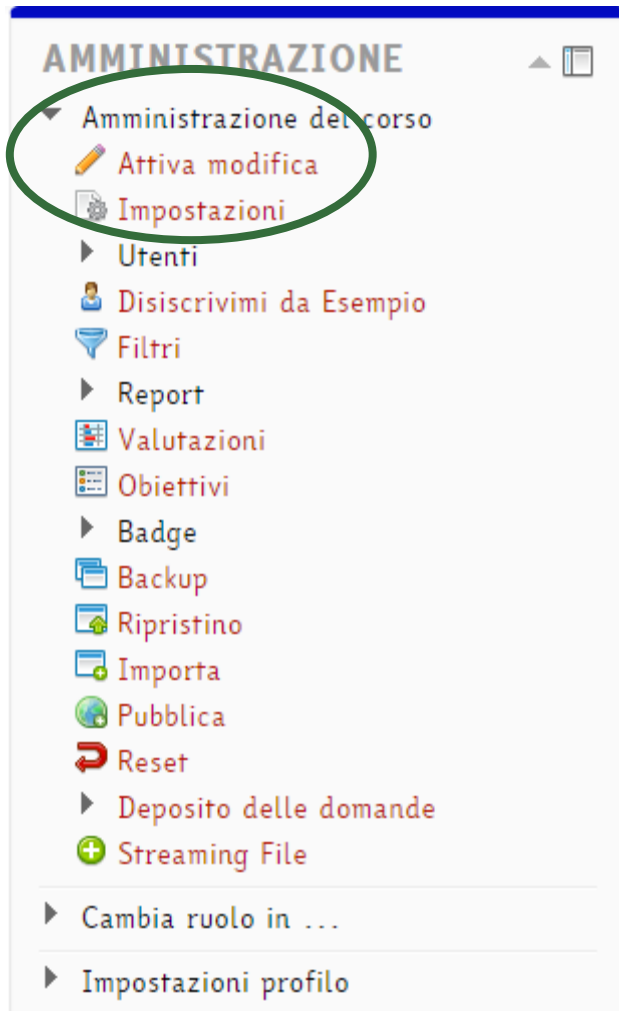 AMMINISTRAZIONE
Amministrazione del corso
Attiva modifica
Impostazioni
Utenti
Disiscrivimi da Esempio
Filtri
Report
Valutazioni
Obiettivi
Badge
Backup
Ripristino
Importa
Pubblica
Reset
Deposito delle domande
Streaming File
Cambia ruolo in ...
Impostazioni profilo